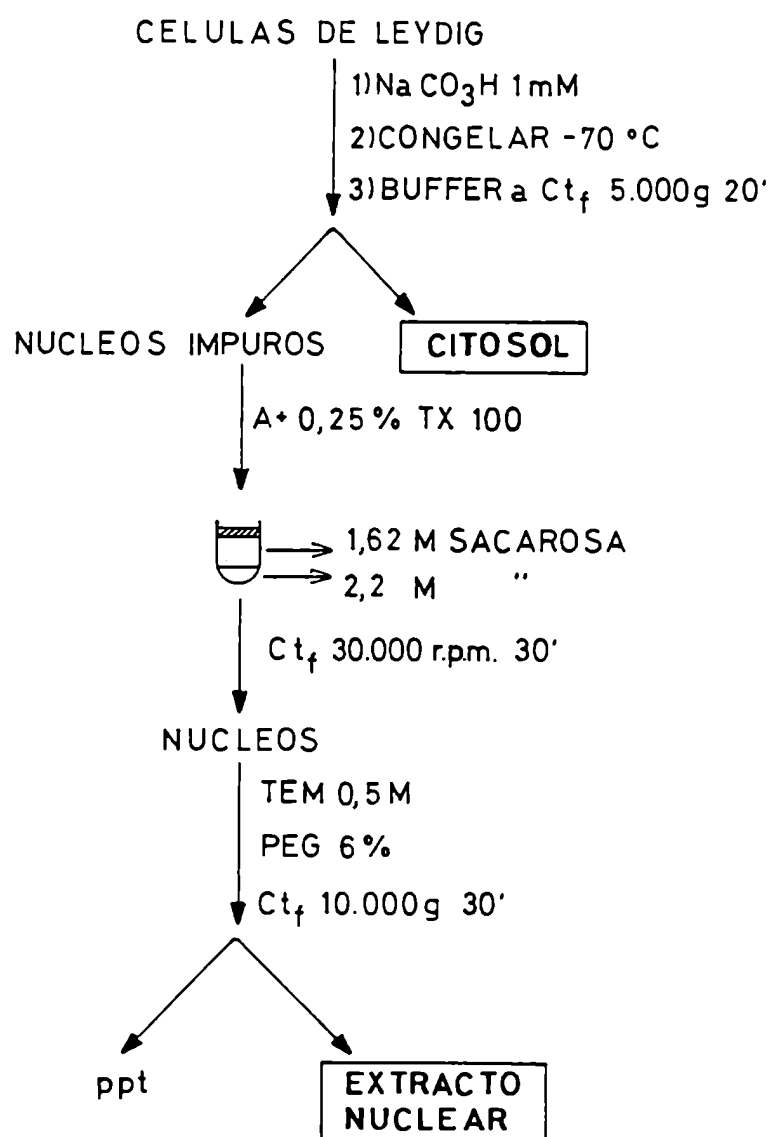 CELULAS DE LEYDIG
1) Na CO3H 1mM
2) CONGELAR -70 °C
3) BUFFER a Ctf 5.000g 20'
NUCLEOS IMPUROS
CITOSOL
A+ 0,25% TX 100
1,62 M SACAROSA
2,2 M "
Ctf 30.000 r.p.m. 30'
NUCLEOS
TEM 0,5 M
PEG 6%
Ctf 10.000g 30'
ppt
EXTRACTO
NUCLEAR